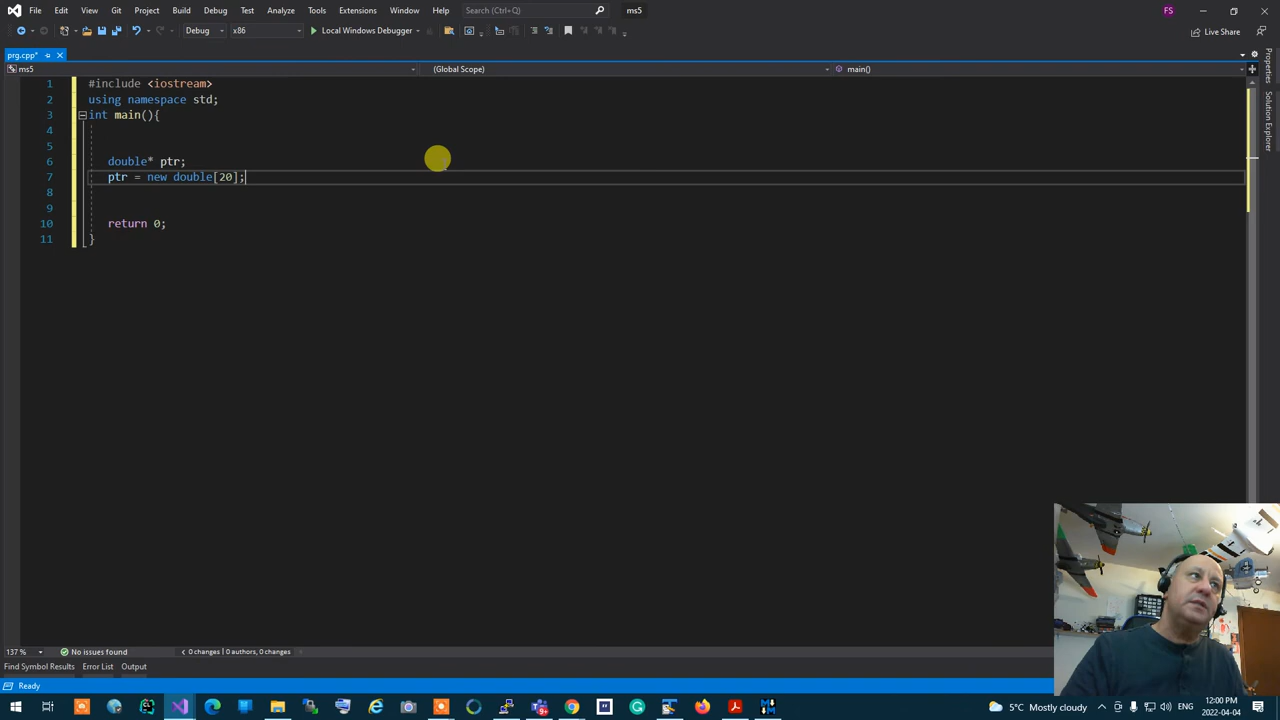 File Edit View Git Project Build Debug Test Analyze Tools Extensions Window Help Search (Ctrl+Q) ms5 FS
Debug x86 Local Windows Debugger Live Share
prg.cpp*
ms5 (Global Scope) main()
1 #include <iostream>
2 using namespace std;
3 int main(){
4
5
6 double* ptr;
7 ptr = new double[20];
8
9
10 return 0;
11 }
Properties
Solution Explorer
137 % No issues found 0 changes | 0 authors, 0 changes
Find Symbol Results Error List Output
Ready
5°C Mostly cloudy 12:00 PM
2022-04-04